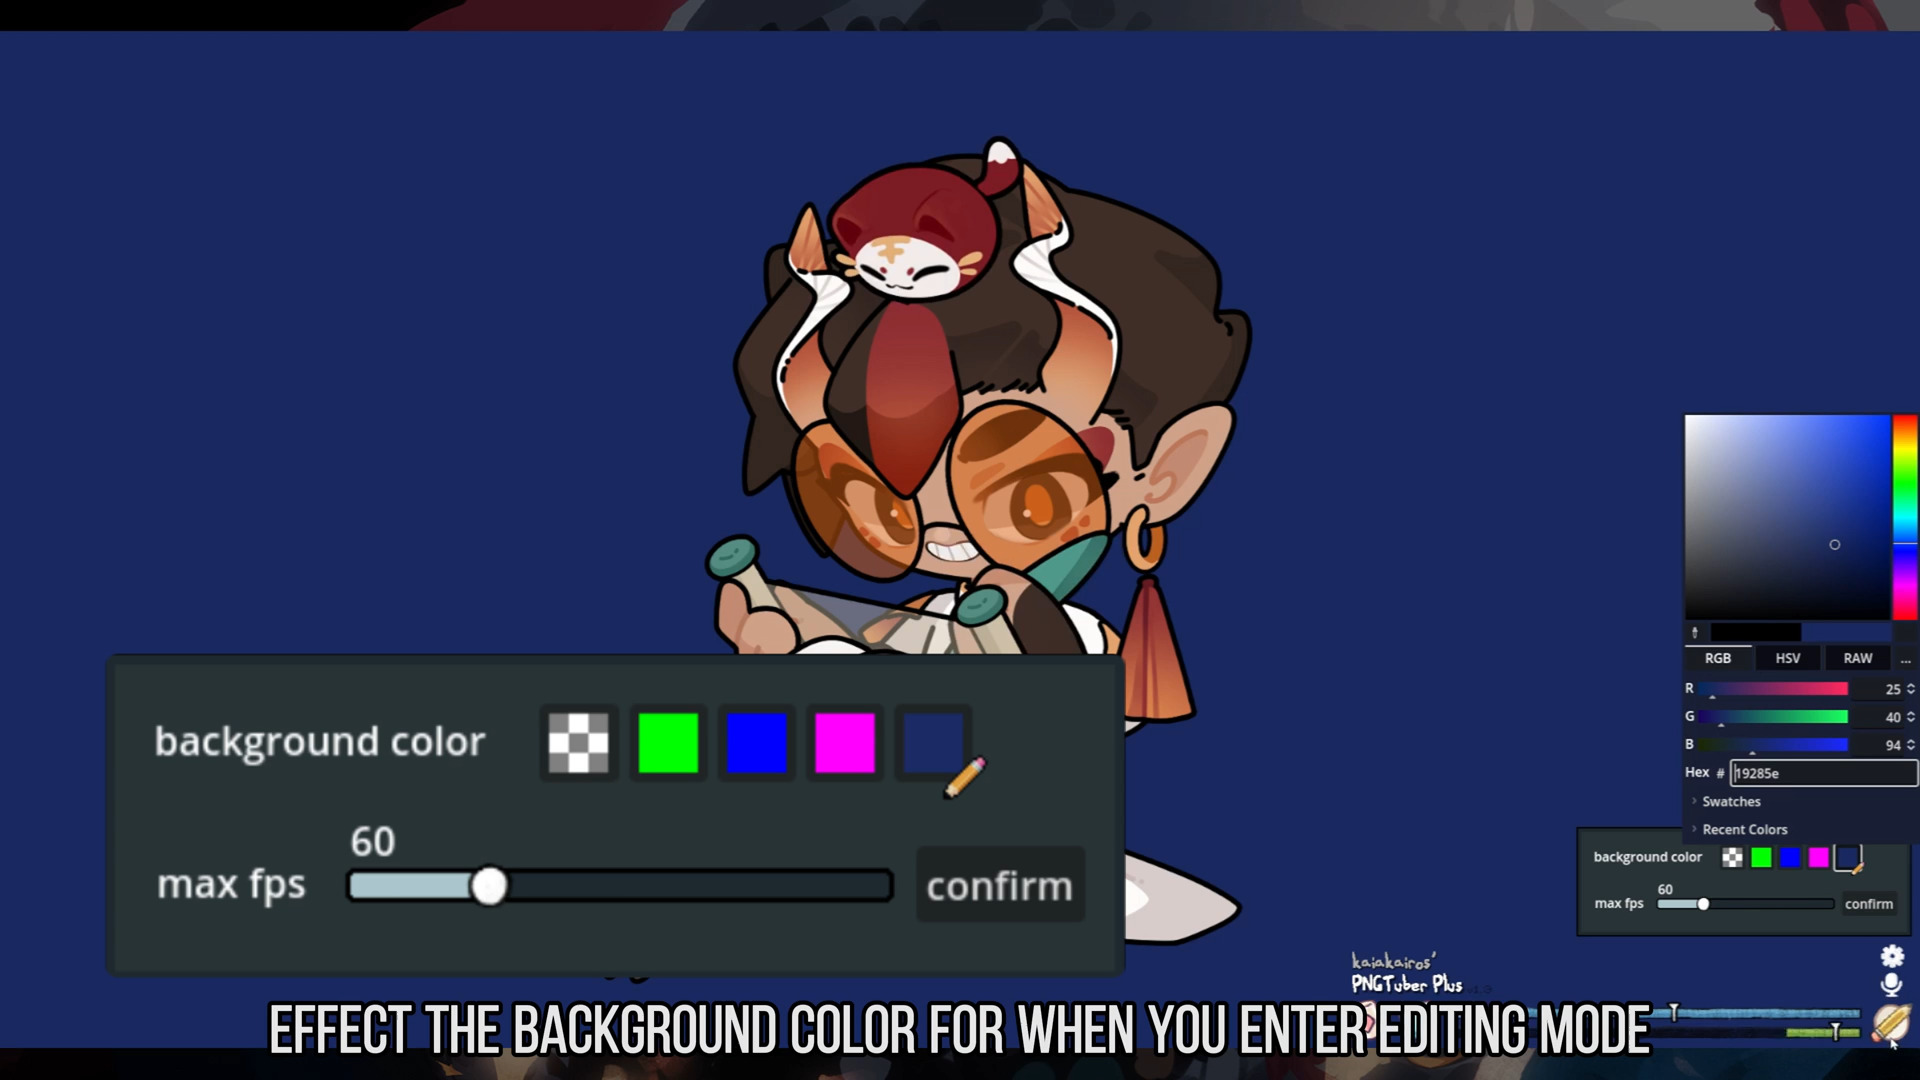 RGB
HSV
RAW
...
R
25
G
40
B
94
Hex # 19285e
Swatches
Recent Colors
background color
60
max fps
confirm
background color
60
max fps
confirm
kaiakairos'
PNGTuber Plus
EFFECT THE BACKGROUND COLOR FOR WHEN YOU ENTER EDITING MODE